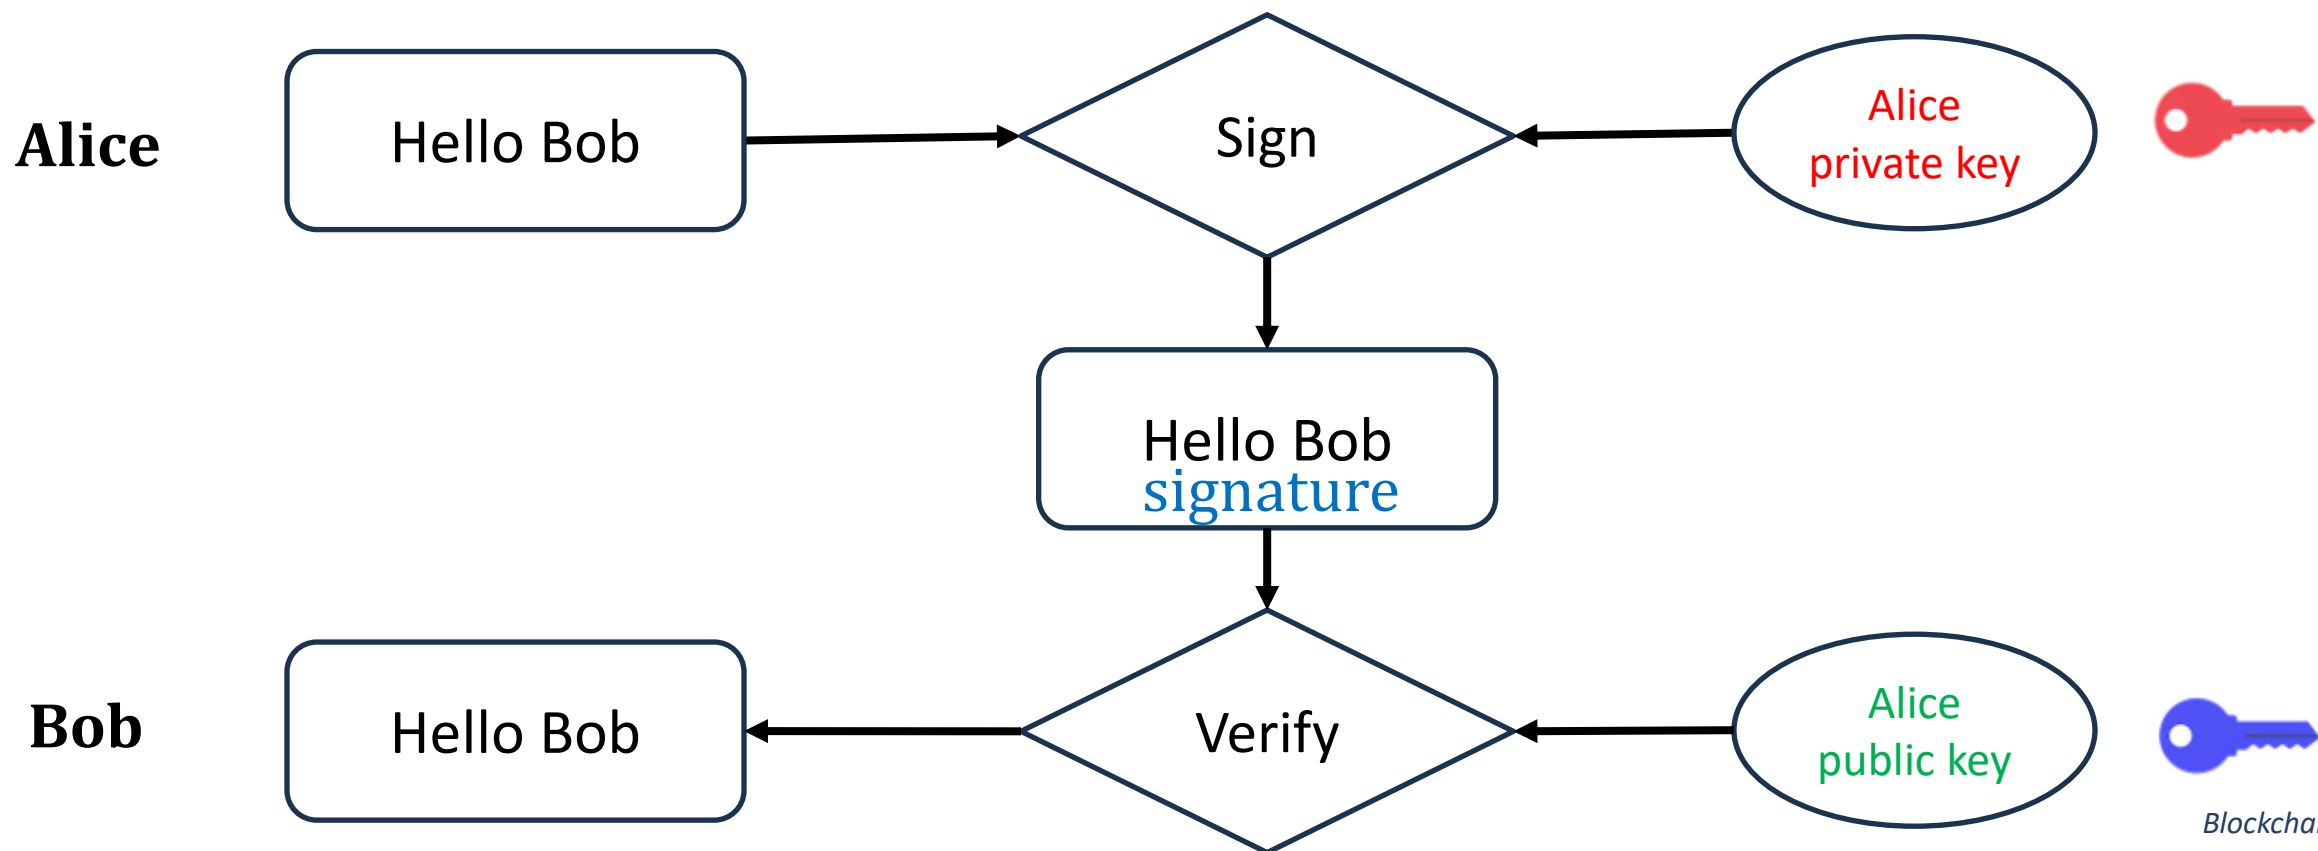 Alice
Hello Bob
Sign
Alice
private key
Hello Bob
signature
Bob
Hello Bob
Verify
Alice
public key